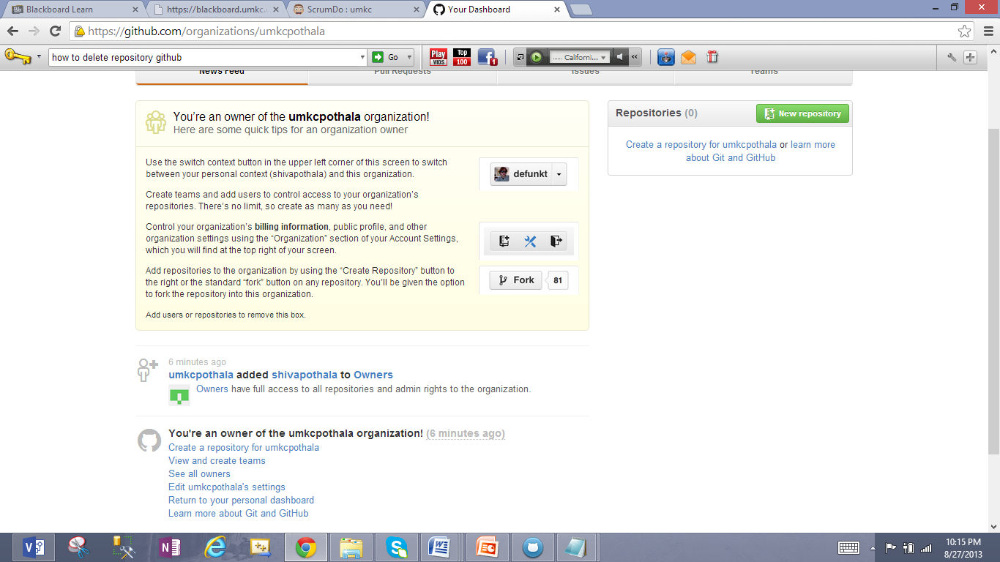 Blackboard Learn
https://blackboard.umkc.
ScrumDo : umkc
Your Dashboard
https://github.com/organizations/umkcpothala
how to delete repository github
Go
Play VIDS
Top 100
1
..... Californi...
News Feed
Pull Requests
Issues
Teams
You're an owner of the umkcpothala organization!
Here are some quick tips for an organization owner
Use the switch context button in the upper left corner of this screen to switch
between your personal context (shivapothala) and this organization.
defunkt
Create teams and add users to control access to your organization's
repositories. There's no limit, so create as many as you need!
Control your organization's billing information, public profile, and other
organization settings using the “Organization” section of your Account Settings,
which you will find at the top right of your screen.
Add repositories to the organization by using the “Create Repository” button to
the right or the standard “fork” button on any repository. You'll be given the option
to fork the repository into this organization.
Fork
81
Add users or repositories to remove this box.
Repositories (0)
New repository
Create a repository for umkcpothala or learn more
about Git and GitHub
6 minutes ago
umkcpothala added shivapothala to Owners
Owners have full access to all repositories and admin rights to the organization.
You're an owner of the umkcpothala organization! (6 minutes ago)
Create a repository for umkcpothala
View and create teams
See all owners
Edit umkcpothala's settings
Return to your personal dashboard
Learn more about Git and GitHub
10:15 PM
8/27/2013